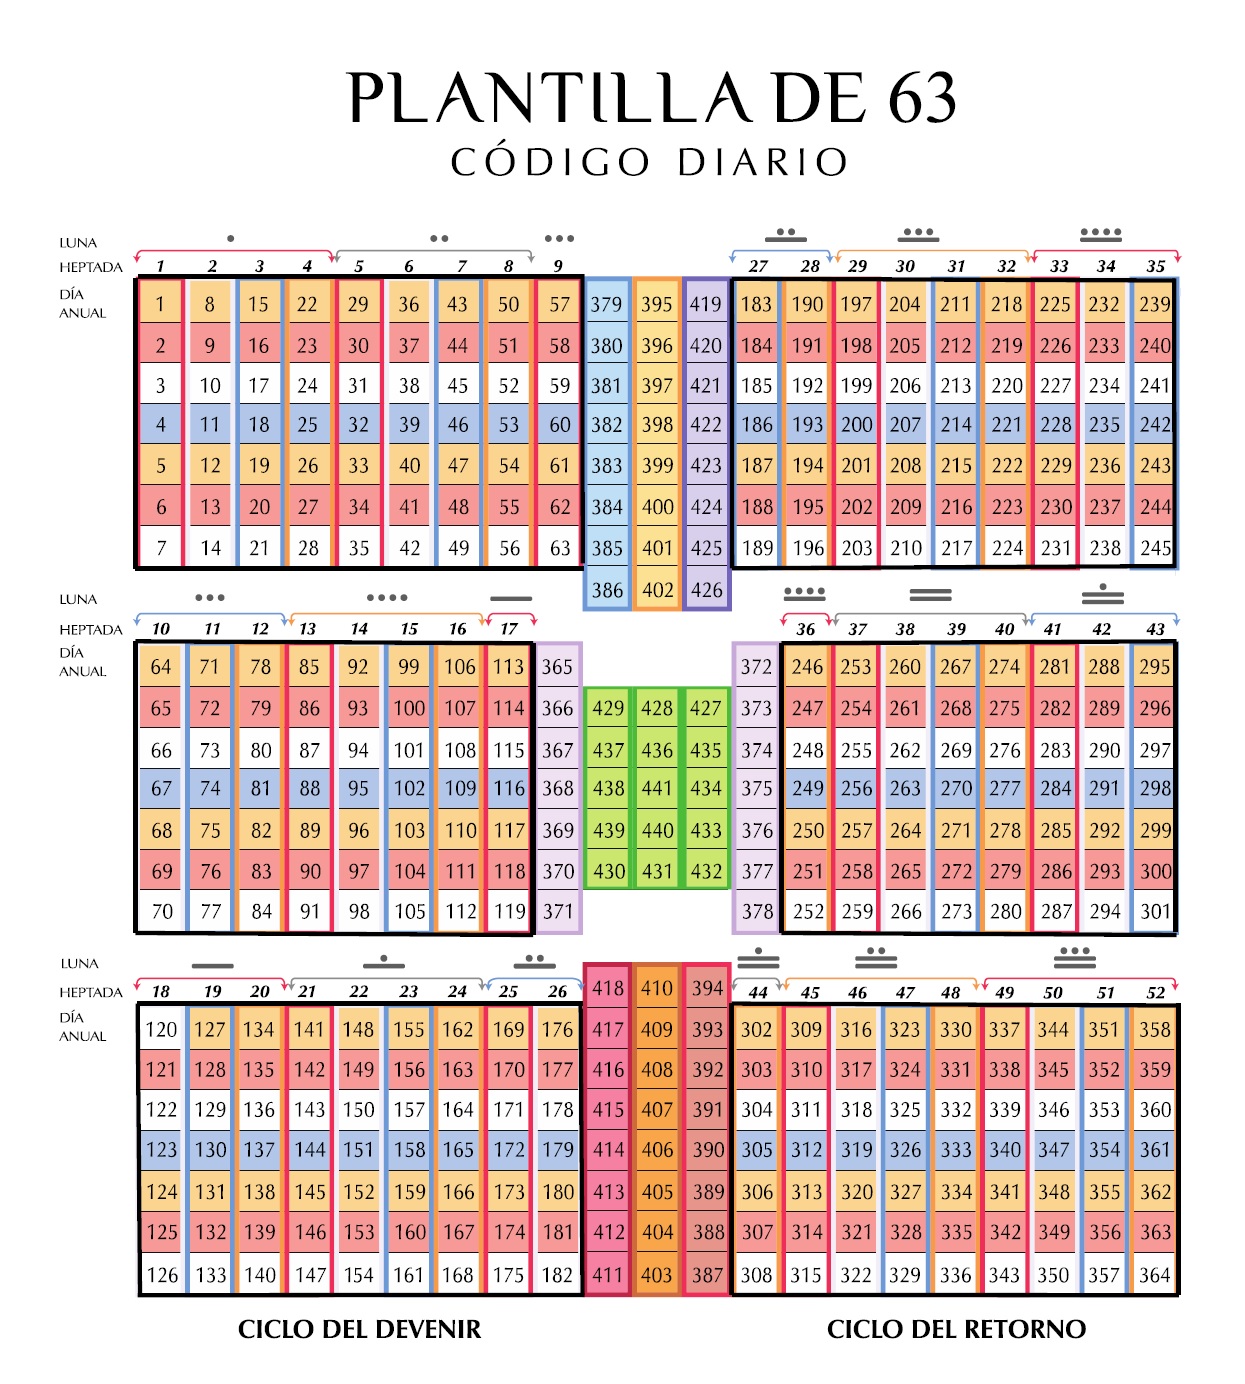 PLANTILLA DE 63
CÓDIGO DIARIO
LUNA
HEPTADA 1 2 3 4 5 6 7 8 9 27 28 29 30 31 32 33 34 35
DÍA ANUAL
1 8 15 22 29 36 43 50 57 379 395 419 183 190 197 204 211 218 225 232 239
2 9 16 23 30 37 44 51 58 380 396 420 184 191 198 205 212 219 226 233 240
3 10 17 24 31 38 45 52 59 381 397 421 185 192 199 206 213 220 227 234 241
4 11 18 25 32 39 46 53 60 382 398 422 186 193 200 207 214 221 228 235 242
5 12 19 26 33 40 47 54 61 383 399 423 187 194 201 208 215 222 229 236 243
6 13 20 27 34 41 48 55 62 384 400 424 188 195 202 209 216 223 230 237 244
7 14 21 28 35 42 49 56 63 385 401 425 189 196 203 210 217 224 231 238 245
386 402 426
LUNA
HEPTADA 10 11 12 13 14 15 16 17 36 37 38 39 40 41 42 43
DÍA ANUAL
64 71 78 85 92 99 106 113 365 372 246 253 260 267 274 281 288 295
65 72 79 86 93 100 107 114 366 429 428 427 373 247 254 261 268 275 282 289 296
66 73 80 87 94 101 108 115 367 437 436 435 374 248 255 262 269 276 283 290 297
67 74 81 88 95 102 109 116 368 438 441 434 375 249 256 263 270 277 284 291 298
68 75 82 89 96 103 110 117 369 439 440 433 376 250 257 264 271 278 285 292 299
69 76 83 90 97 104 111 118 370 430 431 432 377 251 258 265 272 279 286 293 300
70 77 84 91 98 105 112 119 371 378 252 259 266 273 280 287 294 301
LUNA
HEPTADA 18 19 20 21 22 23 24 25 26 418 410 394 44 45 46 47 48 49 50 51 52
DÍA ANUAL
120 127 134 141 148 155 162 169 176 417 409 393 302 309 316 323 330 337 344 351 358
121 128 135 142 149 156 163 170 177 416 408 392 303 310 317 324 331 338 345 352 359
122 129 136 143 150 157 164 171 178 415 407 391 304 311 318 325 332 339 346 353 360
123 130 137 144 151 158 165 172 179 414 406 390 305 312 319 326 333 340 347 354 361
124 131 138 145 152 159 166 173 180 413 405 389 306 313 320 327 334 341 348 355 362
125 132 139 146 153 160 167 174 181 412 404 388 307 314 321 328 335 342 349 356 363
126 133 140 147 154 161 168 175 182 411 403 387 308 315 322 329 336 343 350 357 364
CICLO DEL DEVENIR CICLO DEL RETORNO